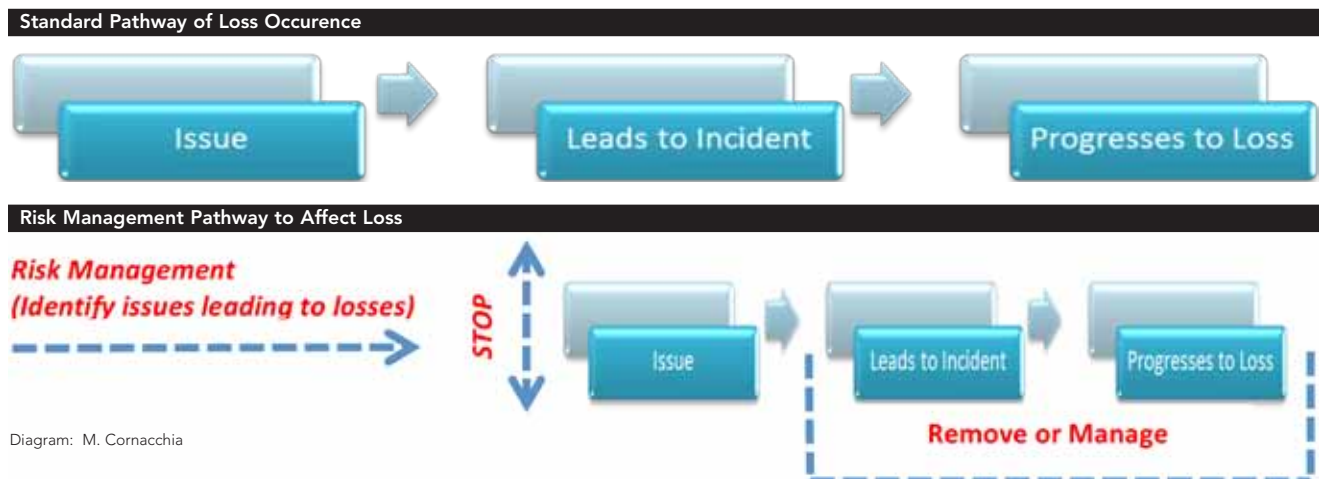 Standard Pathway of Loss Occurence
Issue
Leads to Incident
Progresses to Loss
Risk Management Pathway to Affect Loss
Risk Management
(Identify issues leading to losses)
STOP
Issue
Leads to Incident
Progresses to Loss
Remove or Manage
Diagram: M. Cornacchia